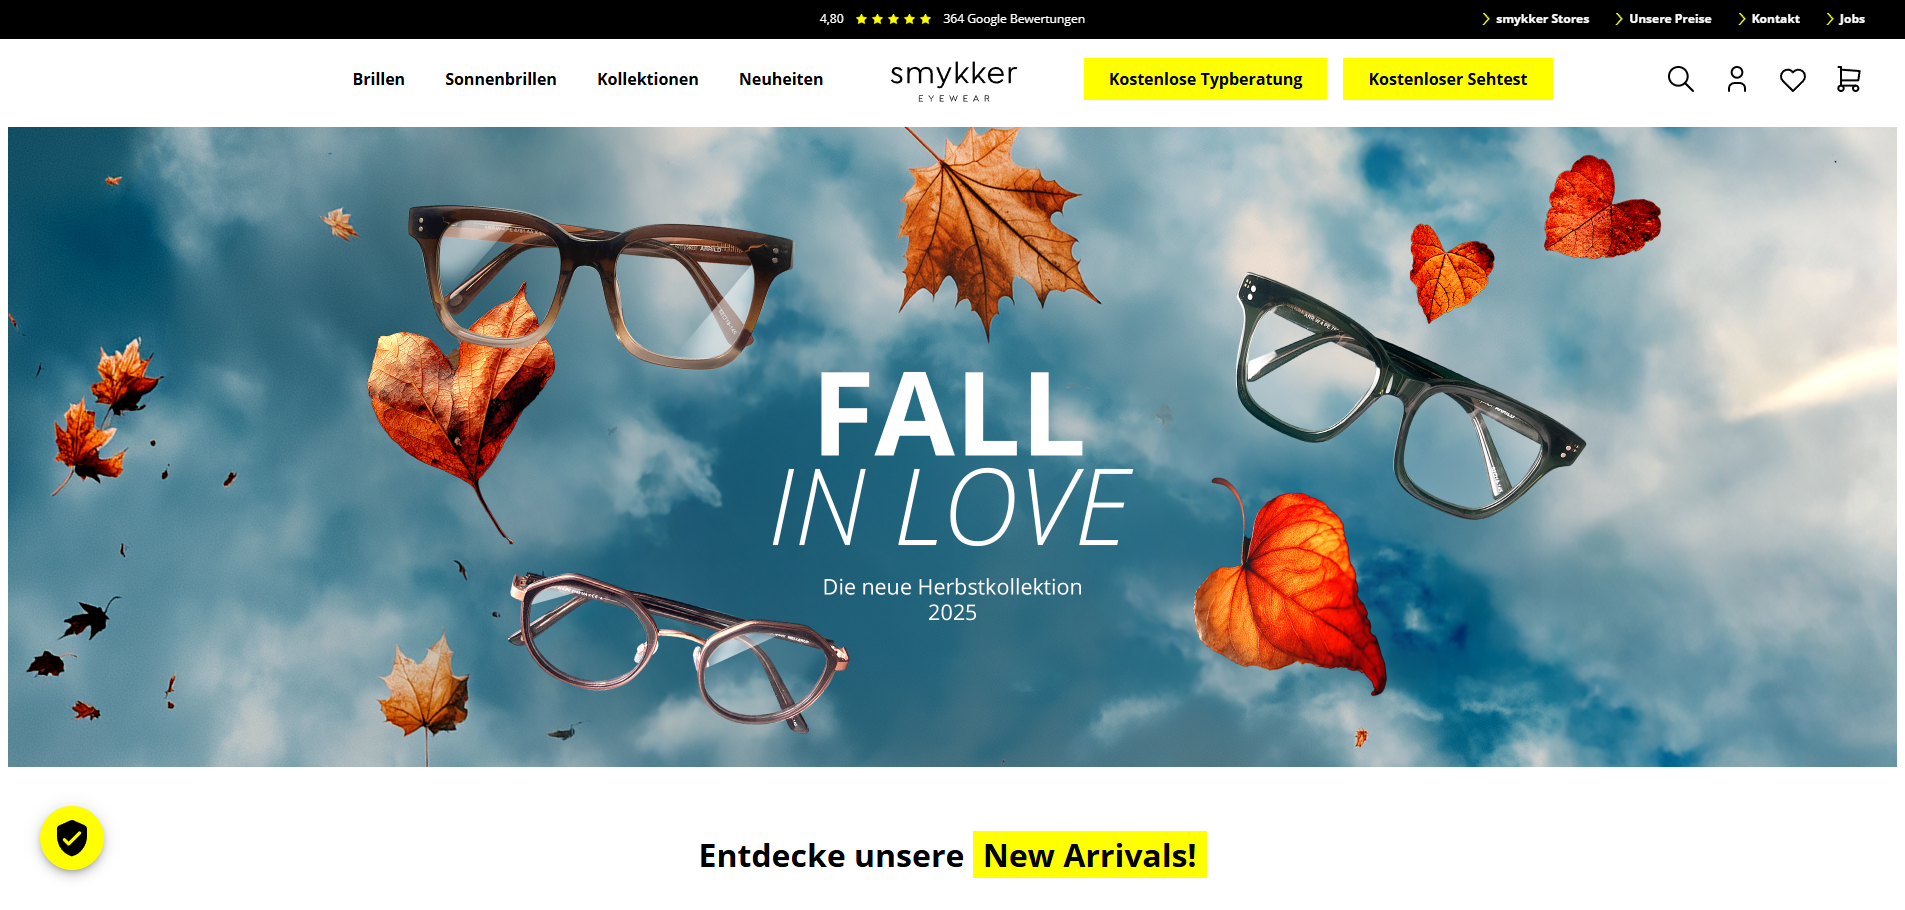 4,80 364 Google Bewertungen
smykker Stores
Unsere Preise
Kontakt
Jobs
Brillen
Sonnenbrillen
Kollektionen
Neuheiten
smykker
EYEWEAR
Kostenlose Typberatung
Kostenloser Sehtest
FALL
IN LOVE
Die neue Herbstkollektion
2025
Entdecke unsere New Arrivals!